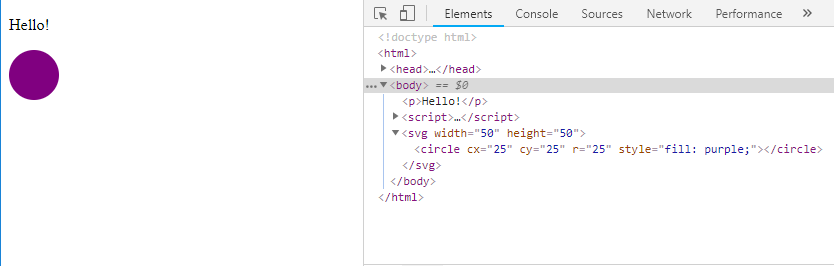 Hello!
Elements Console Sources Network Memory Performance »
<!doctype html>
<html>
<head>…</head>
<body> == $0
<p>Hello!</p>
<script>…</script>
<svg width="50" height="50">
<circle cx="25" cy="25" r="25" style="fill: purple;"></circle>
</svg>
</body>
</html>